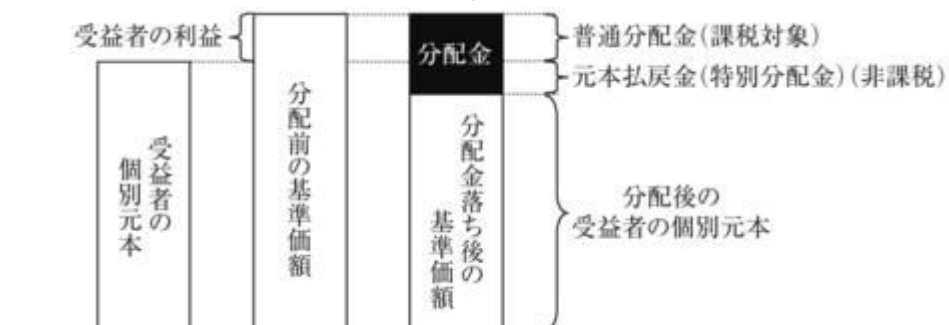 受益者の利益
分配金
普通分配金(課税対象)
元本払戻金(特別分配金)(非課税)
受益者の
個別元本
分配前の基準価額
分配金落ち後の
基準価額
分配後の
受益者の個別元本